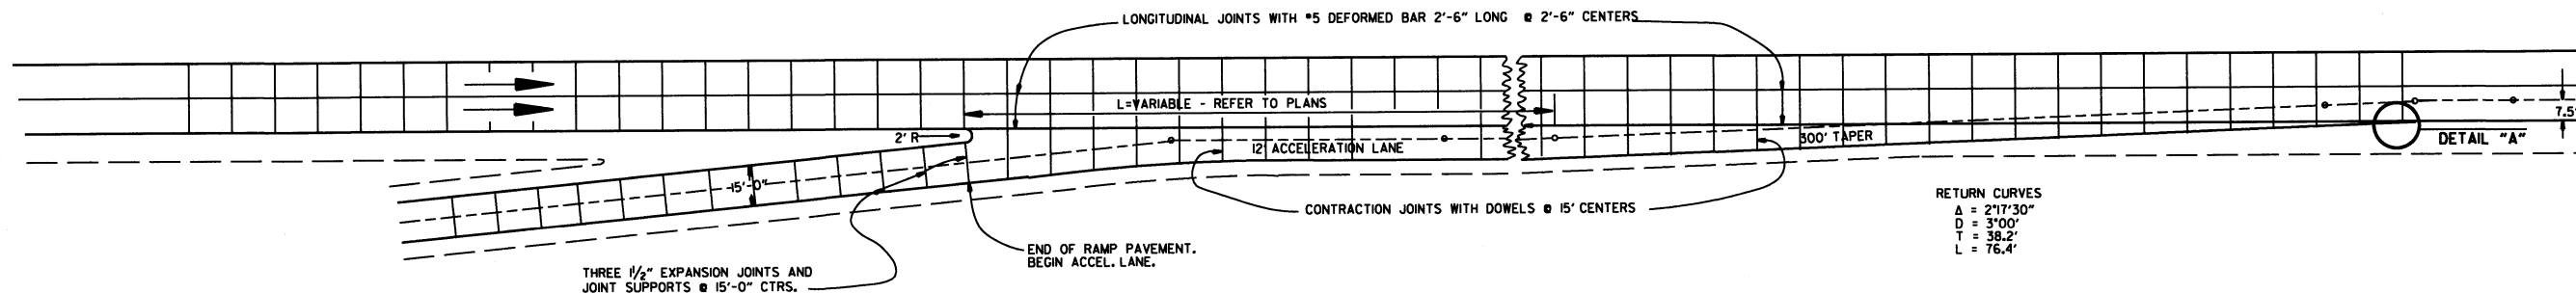 LONGITUDINAL JOINTS WITH #5 DEFORMED BAR 2'-6" LONG @ 2'-6" CENTERS
L=VARIABLE - REFER TO PLANS
2' R
12' ACCELERATION LANE
300' TAPER
7.5'
DETAIL "A"
15'-0"
CONTRACTION JOINTS WITH DOWELS @ 15' CENTERS
RETURN CURVES
Δ = 2°17'30"
D = 3°00'
T = 38.2'
L = 76.4'
END OF RAMP PAVEMENT.
BEGIN ACCEL. LANE.
THREE 1½" EXPANSION JOINTS AND
JOINT SUPPORTS @ 15'-0" CTRS.